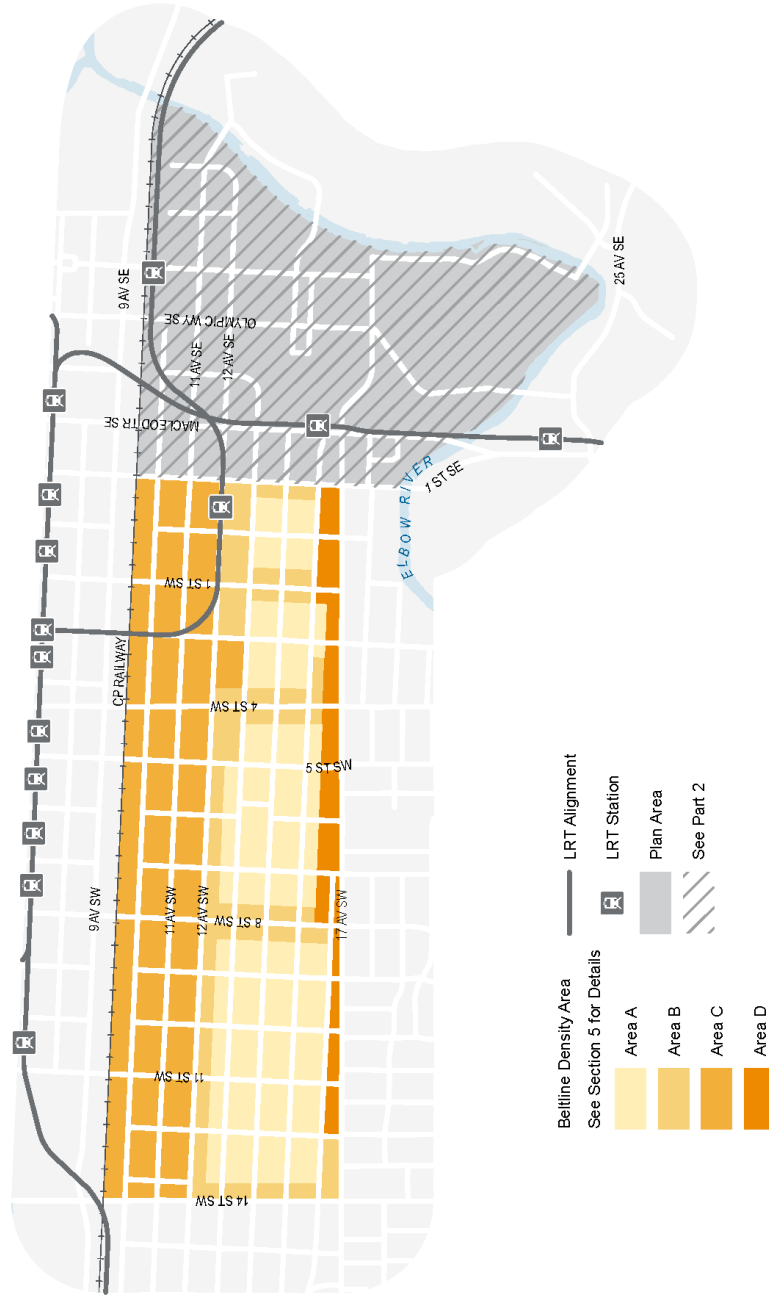 9 AV SE
OLYMPIC WY SE
11 AV SE
12 AV SE
MACLEOD TR SE
25 AV SE
ELBOW RIVER
1 ST SE
1 ST SW
CP RAILWAY
4 ST SW
5 ST SW
9 AV SW
11 AV SW
12 AV SW
8 ST SW
17 AV SW
11 ST SW
14 ST SW
Beltline Density Area
See Section 5 for Details
Area A
Area B
Area C
Area D
LRT Alignment
LRT Station
Plan Area
See Part 2